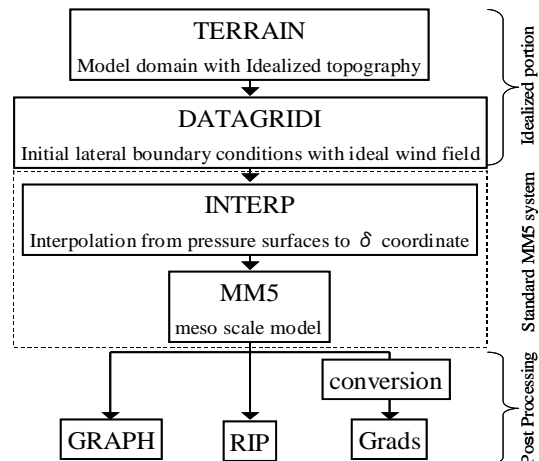 TERRAIN
Model domain with Idealized topography
DATAGRIDI
Initial lateral boundary conditions with ideal wind field
INTERP
Interpolation from pressure surfaces to δ coordinate
MM5
meso scale model
conversion
GRAPH
RIP
Grads
Idealized portion
Standard MM5 system
Post Processing